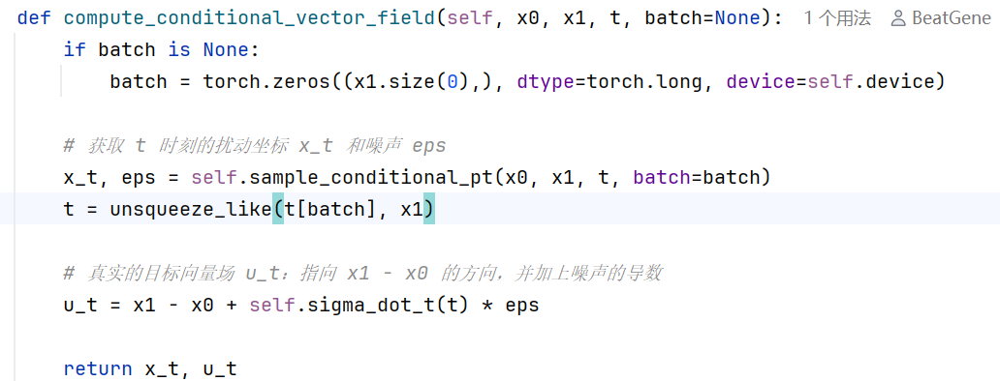 def compute_conditional_vector_field(self, x0, x1, t, batch=None): 1 个用法 BeatGene
if batch is None:
batch = torch.zeros((x1.size(0),), dtype=torch.long, device=self.device)
# 获取 t 时刻的扰动坐标 x_t 和噪声 eps
x_t, eps = self.sample_conditional_pt(x0, x1, t, batch=batch)
t = unsqueeze_like(t[batch], x1)
# 真实的目标向量场 u_t：指向 x1 - x0 的方向，并加上噪声的导数
u_t = x1 - x0 + self.sigma_dot_t(t) * eps
return x_t, u_t